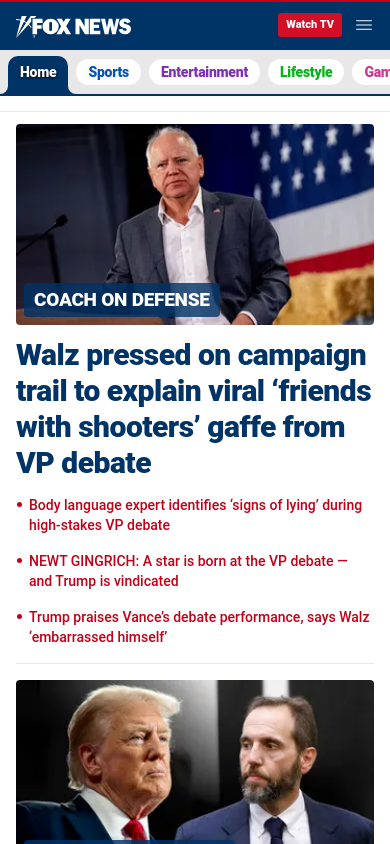 FOX NEWS
Watch TV
Home
Sports
Entertainment
Lifestyle
Gam
COACH ON DEFENSE
Walz pressed on campaign
trail to explain viral ‘friends
with shooters’ gaffe from
VP debate
Body language expert identifies ‘signs of lying’ during
high-stakes VP debate
NEWT GINGRICH: A star is born at the VP debate —
and Trump is vindicated
Trump praises Vance’s debate performance, says Walz
‘embarrassed himself’